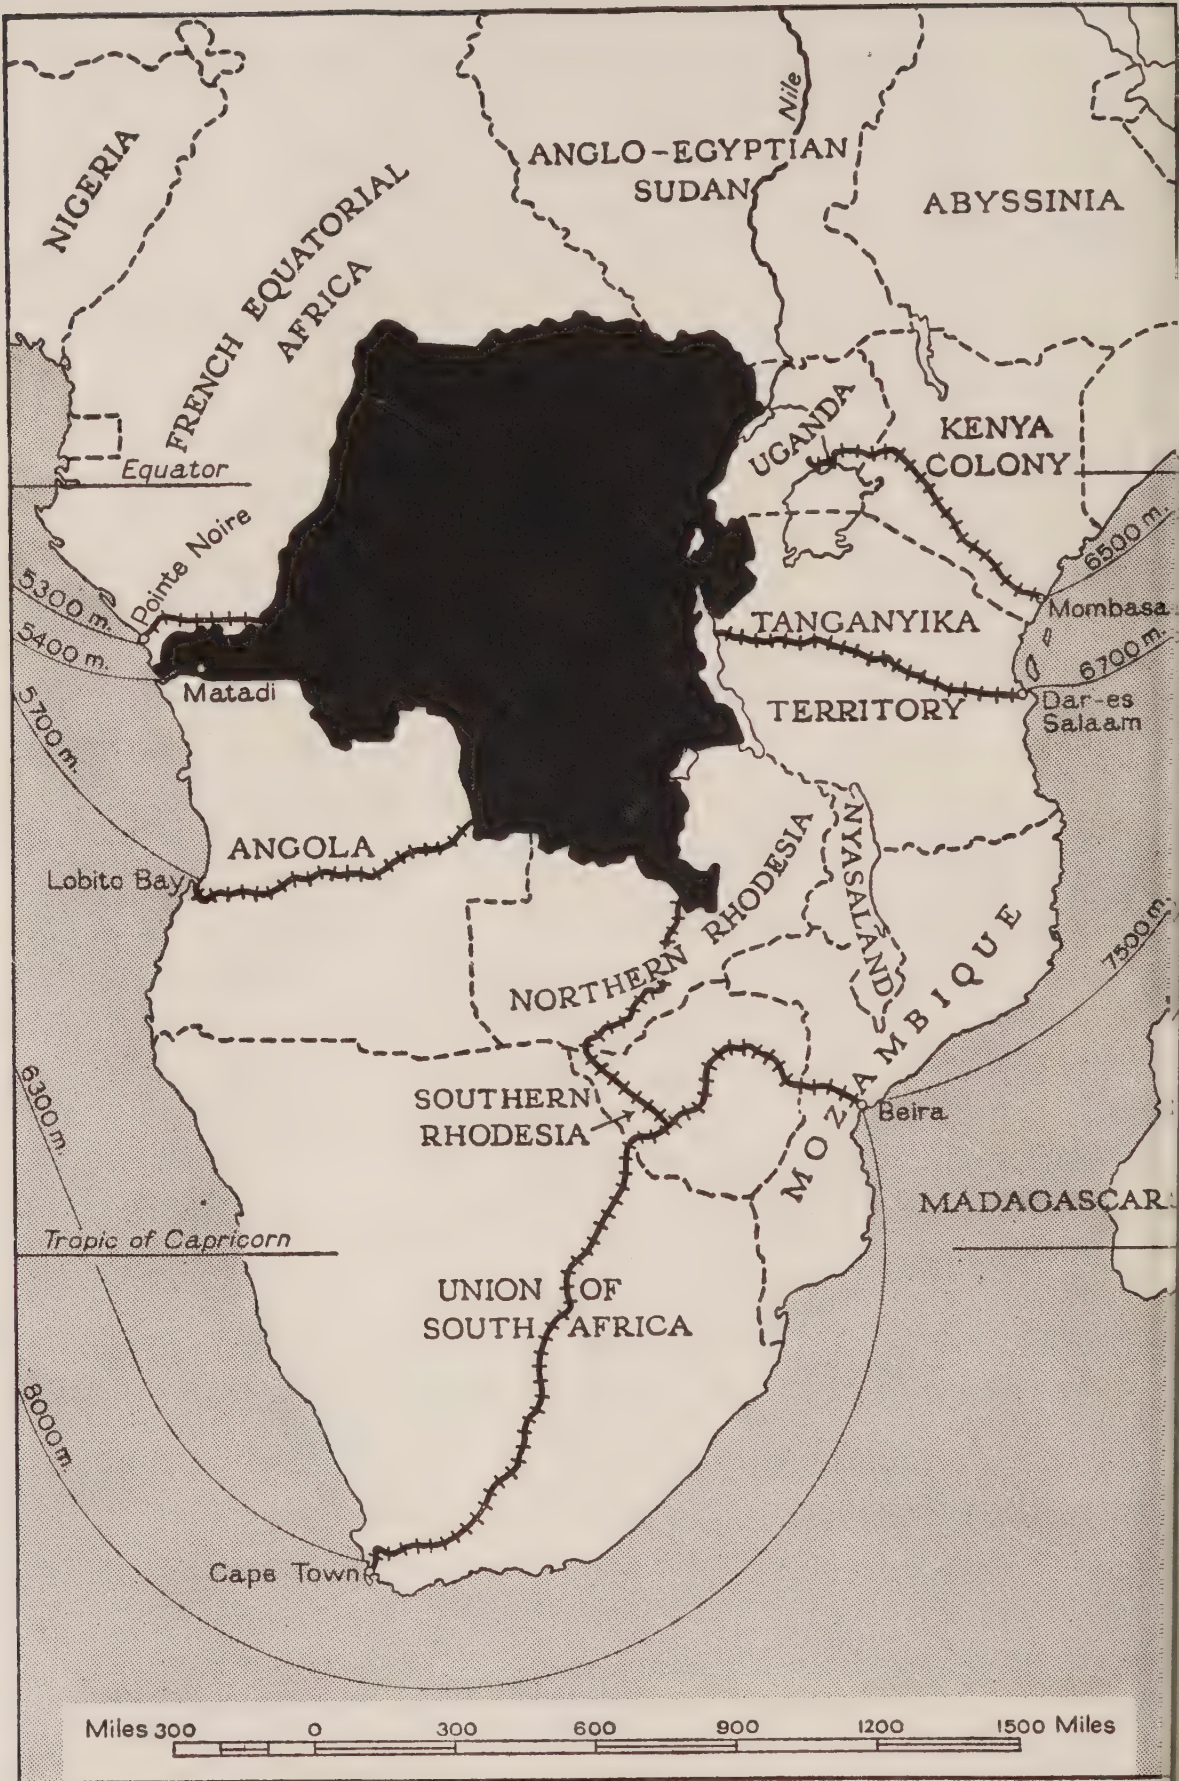 NIGERIA
FRENCH EQUATORIAL
AFRICA
ANGLO-EGYPTIAN
SUDAN
Nile
ABYSSINIA
UGANDA
KENYA
COLONY
Equator
Pointe Noire
5300 m.
5400 m.
5700 m.
Matadi
6500 m.
Mombasa
TANGANYIKA
TERRITORY
6700 m.
Dar-es
Salaam
ANGOLA
Lobito Bay
NYASALAND
NORTHERN RHODESIA
MOZAMBIQUE
7500 m.
SOUTHERN
RHODESIA
Beira
6300 m.
MADAGASCAR
Tropic of Capricorn
UNION OF
SOUTH AFRICA
8000 m.
Cape Town
Miles 300 0 300 600 900 1200 1500 Miles